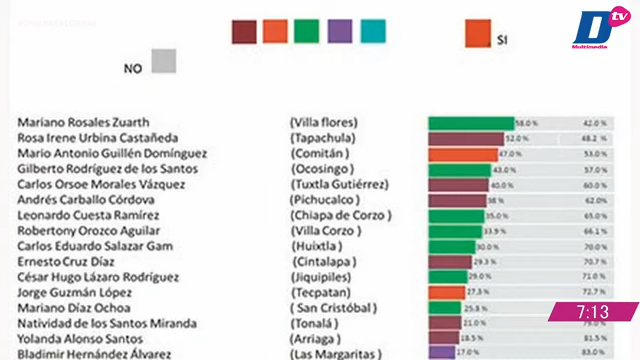 Dtv
Multimedia
NO
SI
Mariano Rosales Zuarth (Villa flores) 58.0 % 42.0 %
Rosa Irene Urbina Castañeda (Tapachula) 52.0 % 48.2 %
Mario Antonio Guillén Domínguez (Comitán ) 47.0 % 53.0 %
Gilberto Rodríguez de los Santos (Ocosingo ) 43.0 % 57.0 %
Carlos Orsoe Morales Vázquez (Tuxtla Gutiérrez) 40.0 % 60.0 %
Andrés Carballo Córdova (Pichucalco ) 38 % 62.0%
Leonardo Cuesta Ramírez (Chiapa de Corzo ) 35.0 % 65.0 %
Robertony Orozco Aguilar (Villa Corzo ) 33.9 % 66.1 %
Carlos Eduardo Salazar Gam (Huixtla ) 30.0 % 70.0 %
Ernesto Cruz Díaz (Cintalapa ) 29.3 % 70.7 %
César Hugo Lázaro Rodríguez (Jiquipiles) 29.0 % 71.0 %
Jorge Guzmán López (Tecpatan ) 27.3 % 72.7 %
Mariano Díaz Ochoa ( San Cristóbal ) 25.8 %
Natividad de los Santos Miranda (Tonalá ) 21.0 %
Yolanda Alonso Santos (Arriaga ) 18.5 % 81.5 %
Bladimir Hernández Álvarez (Las Margaritas ) 17.0 % 83.0 %
7:13